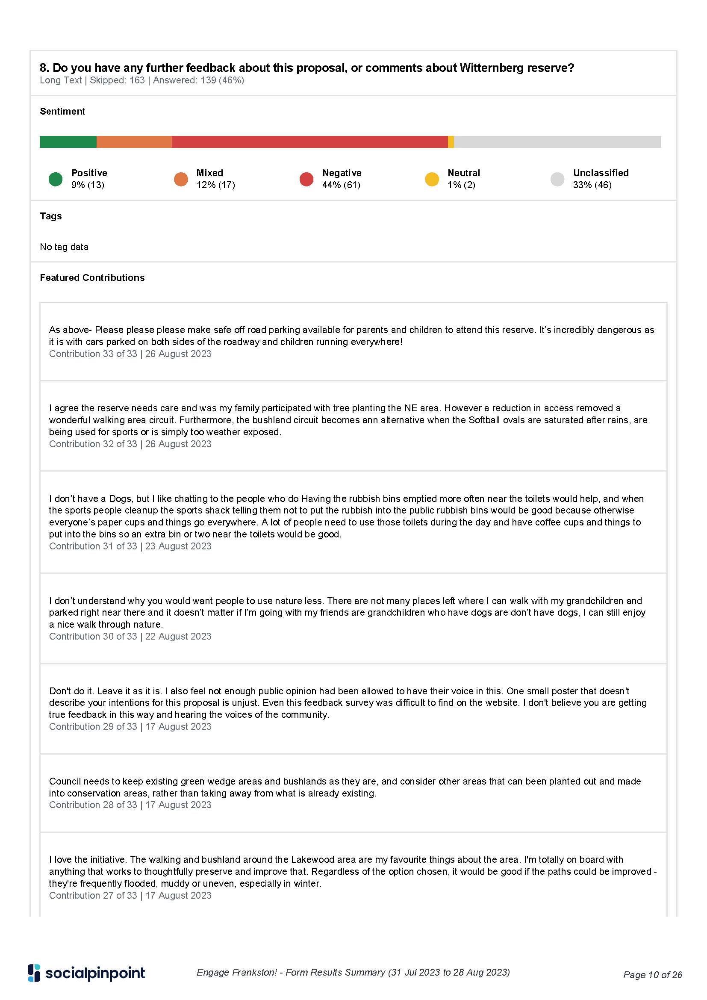 8. Do you have any further feedback about this proposal, or comments about Witternberg reserve?
Long Text | Skipped: 163 | Answered: 139 (46%)
Sentiment
Positive
9% (13)
Mixed
12% (17)
Negative
44% (61)
Neutral
1% (2)
Unclassified
33% (46)
Tags
No tag data
Featured Contributions
As above- Please please please make safe off road parking available for parents and children to attend this reserve. It’s incredibly dangerous as
it is with cars parked on both sides of the roadway and children running everywhere!
Contribution 33 of 33 | 26 August 2023
I agree the reserve needs care and was my family participated with tree planting the NE area. However a reduction in access removed a
wonderful walking area circuit. Furthermore, the bushland circuit becomes ann alternative when the Softball ovals are saturated after rains, are
being used for sports or is simply too weather exposed.
Contribution 32 of 33 | 26 August 2023
I don’t have a Dogs, but I like chatting to the people who do Having the rubbish bins emptied more often near the toilets would help, and when
the sports people cleanup the sports shack telling them not to put the rubbish into the public rubbish bins would be good because otherwise
everyone’s paper cups and things go everywhere. A lot of people need to use those toilets during the day and have coffee cups and things to
put into the bins so an extra bin or two near the toilets would be good.
Contribution 31 of 33 | 23 August 2023
I don’t understand why you would want people to use nature less. There are not many places left where I can walk with my grandchildren and
parked right near there and it doesn’t matter if I’m going with my friends are grandchildren who have dogs are don’t have dogs, I can still enjoy
a nice walk through nature.
Contribution 30 of 33 | 22 August 2023
Don't do it. Leave it as it is. I also feel not enough public opinion had been allowed to have their voice in this. One small poster that doesn't
describe your intentions for this proposal is unjust. Even this feedback survey was difficult to find on the website. I don't believe you are getting
true feedback in this way and hearing the voices of the community.
Contribution 29 of 33 | 17 August 2023
Council needs to keep existing green wedge areas and bushlands as they are, and consider other areas that can been planted out and made
into conservation areas, rather than taking away from what is already existing.
Contribution 28 of 33 | 17 August 2023
I love the initiative. The walking and bushland around the Lakewood area are my favourite things about the area. I'm totally on board with
anything that works to thoughtfully preserve and improve that. Regardless of the option chosen, it would be good if the paths could be improved -
they're frequently flooded, muddy or uneven, especially in winter.
Contribution 27 of 33 | 17 August 2023
socialpinpoint
Engage Frankston! - Form Results Summary (31 Jul 2023 to 28 Aug 2023)
Page 10 of 26